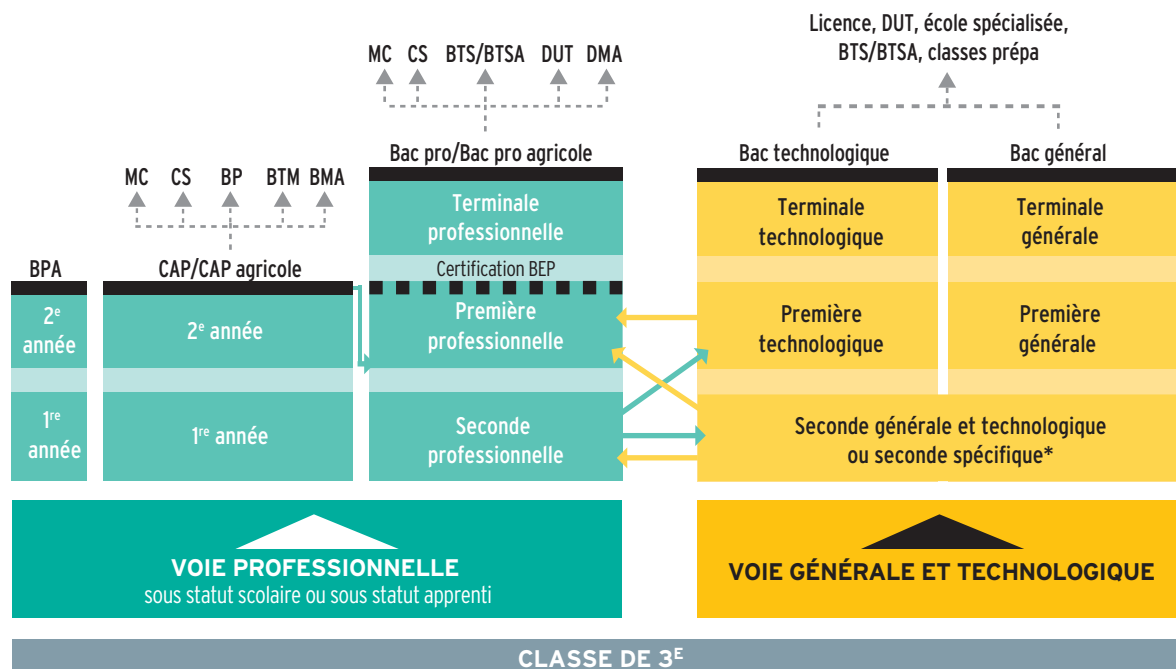 Licence, DUT, école spécialisée,
BTS/BTSA, classes prépa
MC CS BTS/BTSA DUT DMA
Bac pro/Bac pro agricole
Bac technologique
Bac général
MC CS BP BTM BMA
Terminale
professionnelle
Terminale
technologique
Terminale
générale
BPA
CAP/CAP agricole
Certification BEP
2e
année
2e année
Première
professionnelle
Première
technologique
Première
générale
1re
année
1re année
Seconde
professionnelle
Seconde générale et technologique
ou seconde spécifique*
VOIE PROFESSIONNELLE
sous statut scolaire ou sous statut apprenti
VOIE GÉNÉRALE ET TECHNOLOGIQUE
CLASSE DE 3E